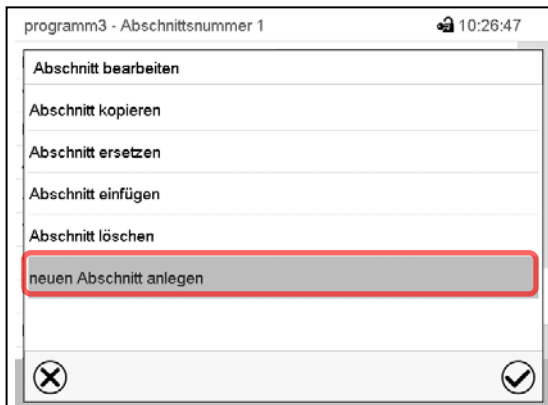 programm3 - Abschnittsnummer 1 10:26:47
Abschnitt bearbeiten
Abschnitt kopieren
Abschnitt ersetzen
Abschnitt einfügen
Abschnitt löschen
neuen Abschnitt anlegen